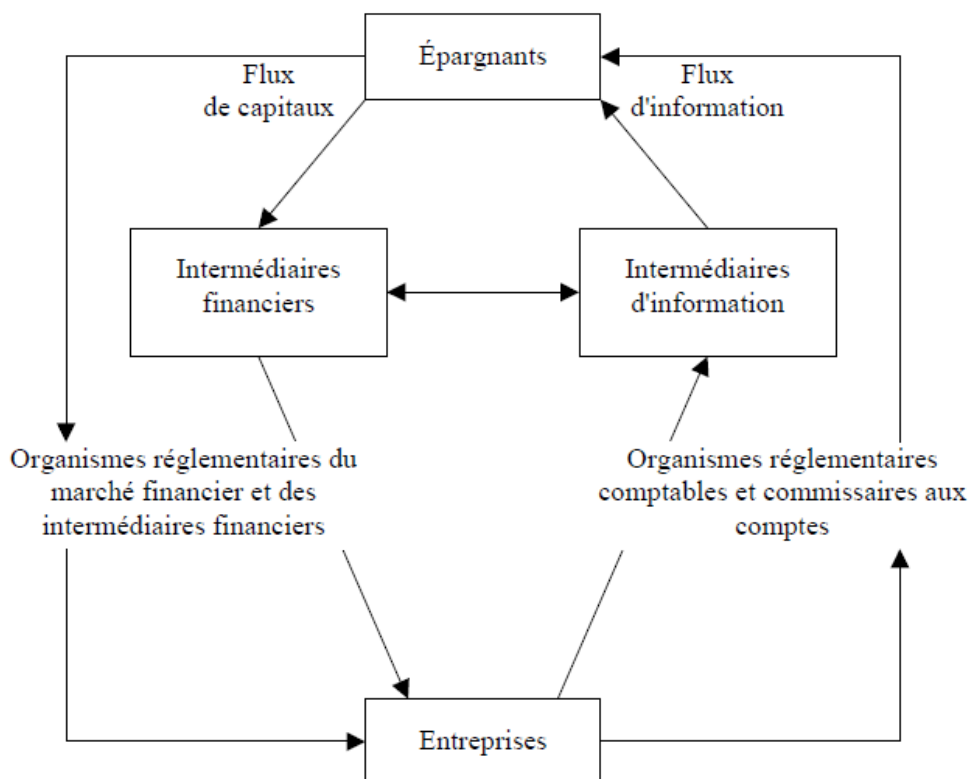 Épargnants
Flux
de capitaux
Flux
d'information
Intermédiaires
financiers
Intermédiaires
d'information
Organismes réglementaires du
marché financier et des
intermédiaires financiers
Organismes réglementaires
comptables et commissaires aux
comptes
Entreprises